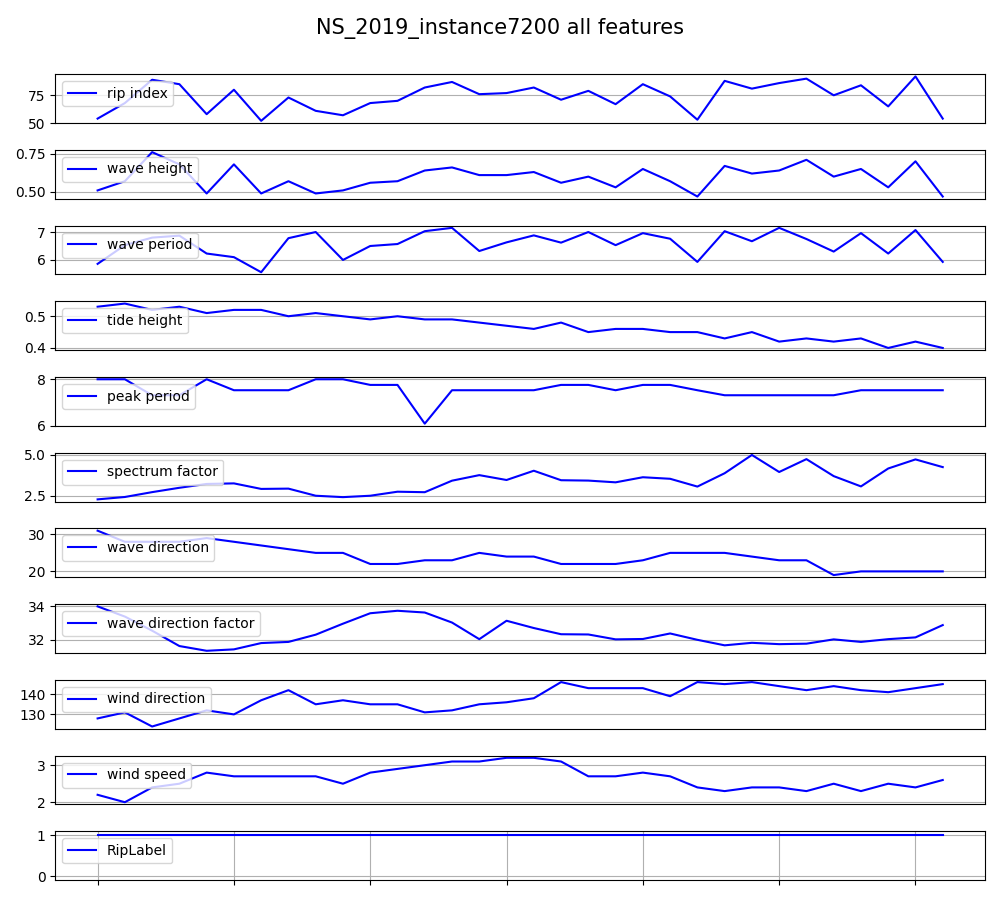 NS_2019_instance7200 all features
75
50
rip index
0.75
0.50
wave height
7
6
wave period
0.5
0.4
tide height
8
6
peak period
5.0
2.5
spectrum factor
30
20
wave direction
34
32
wave direction factor
140
130
wind direction
3
2
wind speed
1
0
RipLabel